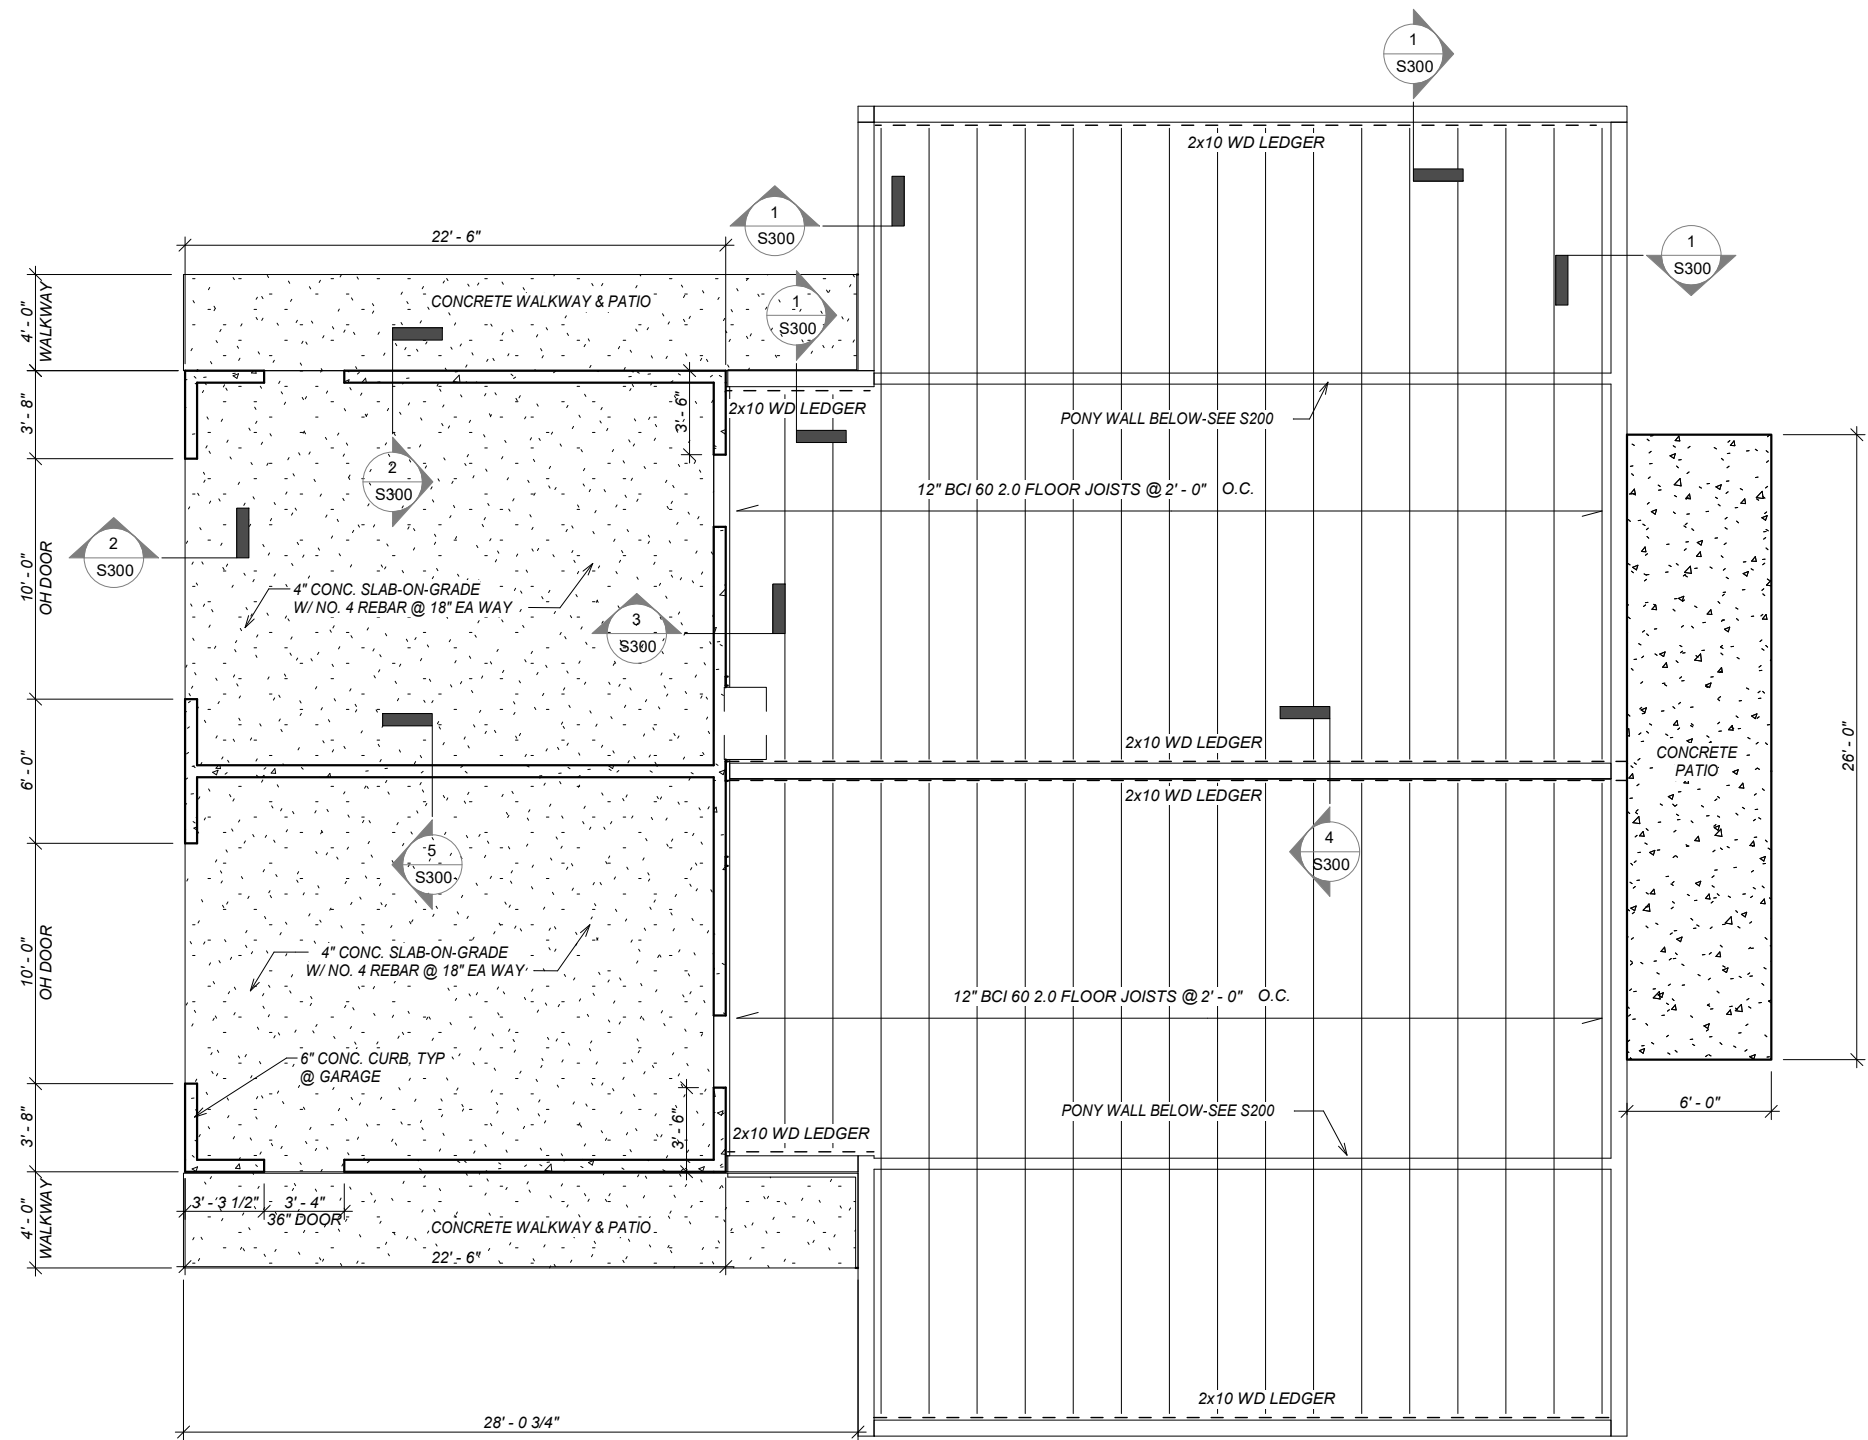 1
S300
2x10 WD LEDGER
1
S300
22' - 6"
1
S300
4' - 0"
WALKWAY
CONCRETE WALKWAY & PATIO
1
S300
3' - 8"
3' - 6"
2x10 WD LEDGER
PONY WALL BELOW-SEE S200
2
S300
12" BCI 60 2.0 FLOOR JOISTS @ 2' - 0" O.C.
2
S300
10' - 0"
OH DOOR
4" CONC. SLAB-ON-GRADE
W/ NO. 4 REBAR @ 18" EA WAY
3
S300
6' - 0"
2x10 WD LEDGER
CONCRETE
PATIO
26' - 0"
2x10 WD LEDGER
5
S300
4
S300
10' - 0"
OH DOOR
4" CONC. SLAB-ON-GRADE
W/ NO. 4 REBAR @ 18" EA WAY
12" BCI 60 2.0 FLOOR JOISTS @ 2' - 0" O.C.
6" CONC. CURB, TYP
@ GARAGE
3' - 8"
3' - 6"
2x10 WD LEDGER
PONY WALL BELOW-SEE S200
6' - 0"
4' - 0"
WALKWAY
3' - 3 1/2"
3' - 4"
36" DOOR
CONCRETE WALKWAY & PATIO
22' - 6"
2x10 WD LEDGER
28' - 0 3/4"